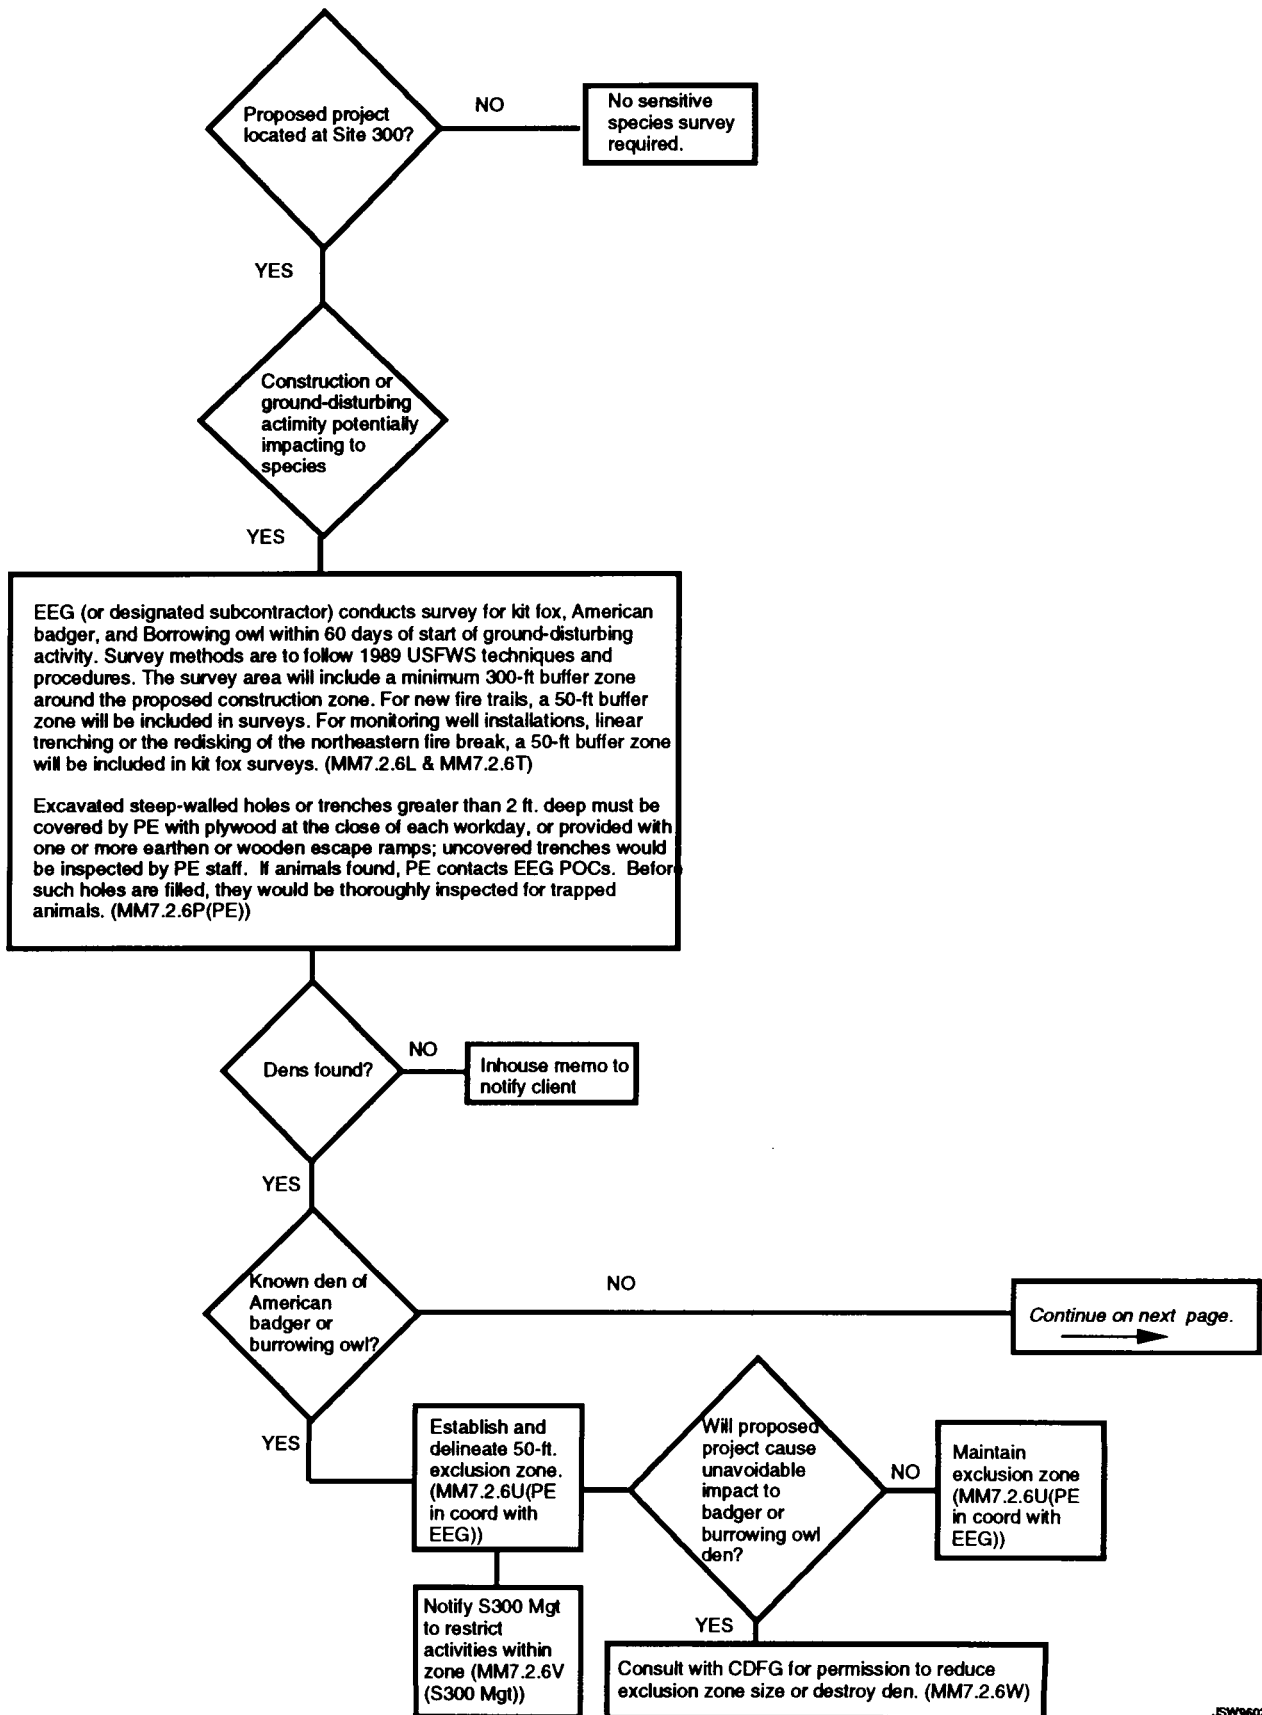 Proposed project
located at Site 300?
NO
No sensitive
species survey
required.
YES
Construction or
ground-disturbing
actimity potentially
impacting to
species
YES
EEG (or designated subcontractor) conducts survey for kit fox, American
badger, and Borrowing owl within 60 days of start of ground-disturbing
activity. Survey methods are to follow 1989 USFWS techniques and
procedures. The survey area will include a minimum 300-ft buffer zone
around the proposed construction zone. For new fire trails, a 50-ft buffer
zone will be included in surveys. For monitoring well installations, linear
trenching or the redisking of the northeastern fire break, a 50-ft buffer zone
will be included in kit fox surveys. (MM7.2.6L & MM7.2.6T)
Excavated steep-walled holes or trenches greater than 2 ft. deep must be
covered by PE with plywood at the close of each workday, or provided with
one or more earthen or wooden escape ramps; uncovered trenches would
be inspected by PE staff. If animals found, PE contacts EEG POCs. Before
such holes are filled, they would be thoroughly inspected for trapped
animals. (MM7.2.6P(PE))
Dens found?
NO
Inhouse memo to
notify client
YES
Known den of
American
badger or
burrowing owl?
NO
Continue on next page.
YES
Establish and
delineate 50-ft.
exclusion zone.
(MM7.2.6U(PE
in coord with
EEG))
Will proposed
project cause
unavoidable
impact to
badger or
burrowing owl
den?
NO
Maintain
exclusion zone
(MM7.2.6U(PE
in coord with
EEG))
Notify S300 Mgt
to restrict
activities within
zone (MM7.2.6V
(S300 Mgt))
YES
Consult with CDFG for permission to reduce
exclusion zone size or destroy den. (MM7.2.6W)